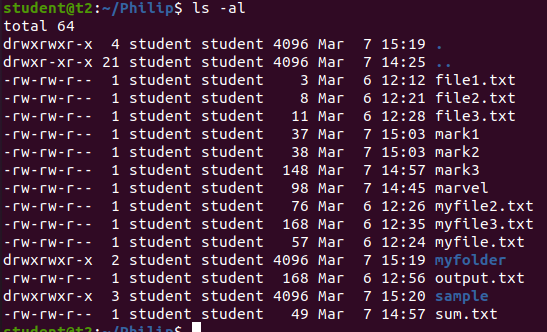 student@t2:~/Philip$ ls -al
total 64
drwxrwxr-x  4 student student 4096 Mar  7 15:19 .
drwxr-xr-x 21 student student 4096 Mar  7 14:25 ..
-rw-rw-r--  1 student student    3 Mar  6 12:12 file1.txt
-rw-rw-r--  1 student student    8 Mar  6 12:21 file2.txt
-rw-rw-r--  1 student student   11 Mar  6 12:28 file3.txt
-rw-rw-r--  1 student student   37 Mar  7 15:03 mark1
-rw-rw-r--  1 student student   38 Mar  7 15:03 mark2
-rw-rw-r--  1 student student  148 Mar  7 14:57 mark3
-rw-rw-r--  1 student student   98 Mar  7 14:45 marvel
-rw-rw-r--  1 student student   76 Mar  6 12:26 myfile2.txt
-rw-rw-r--  1 student student  168 Mar  6 12:35 myfile3.txt
-rw-rw-r--  1 student student   57 Mar  6 12:24 myfile.txt
drwxrwxr-x  2 student student 4096 Mar  7 15:19 myfolder
-rw-rw-r--  1 student student  168 Mar  6 12:56 output.txt
drwxrwxr-x  3 student student 4096 Mar  7 15:20 sample
-rw-rw-r--  1 student student   49 Mar  7 14:57 sum.txt
student@t2:~/Philip$